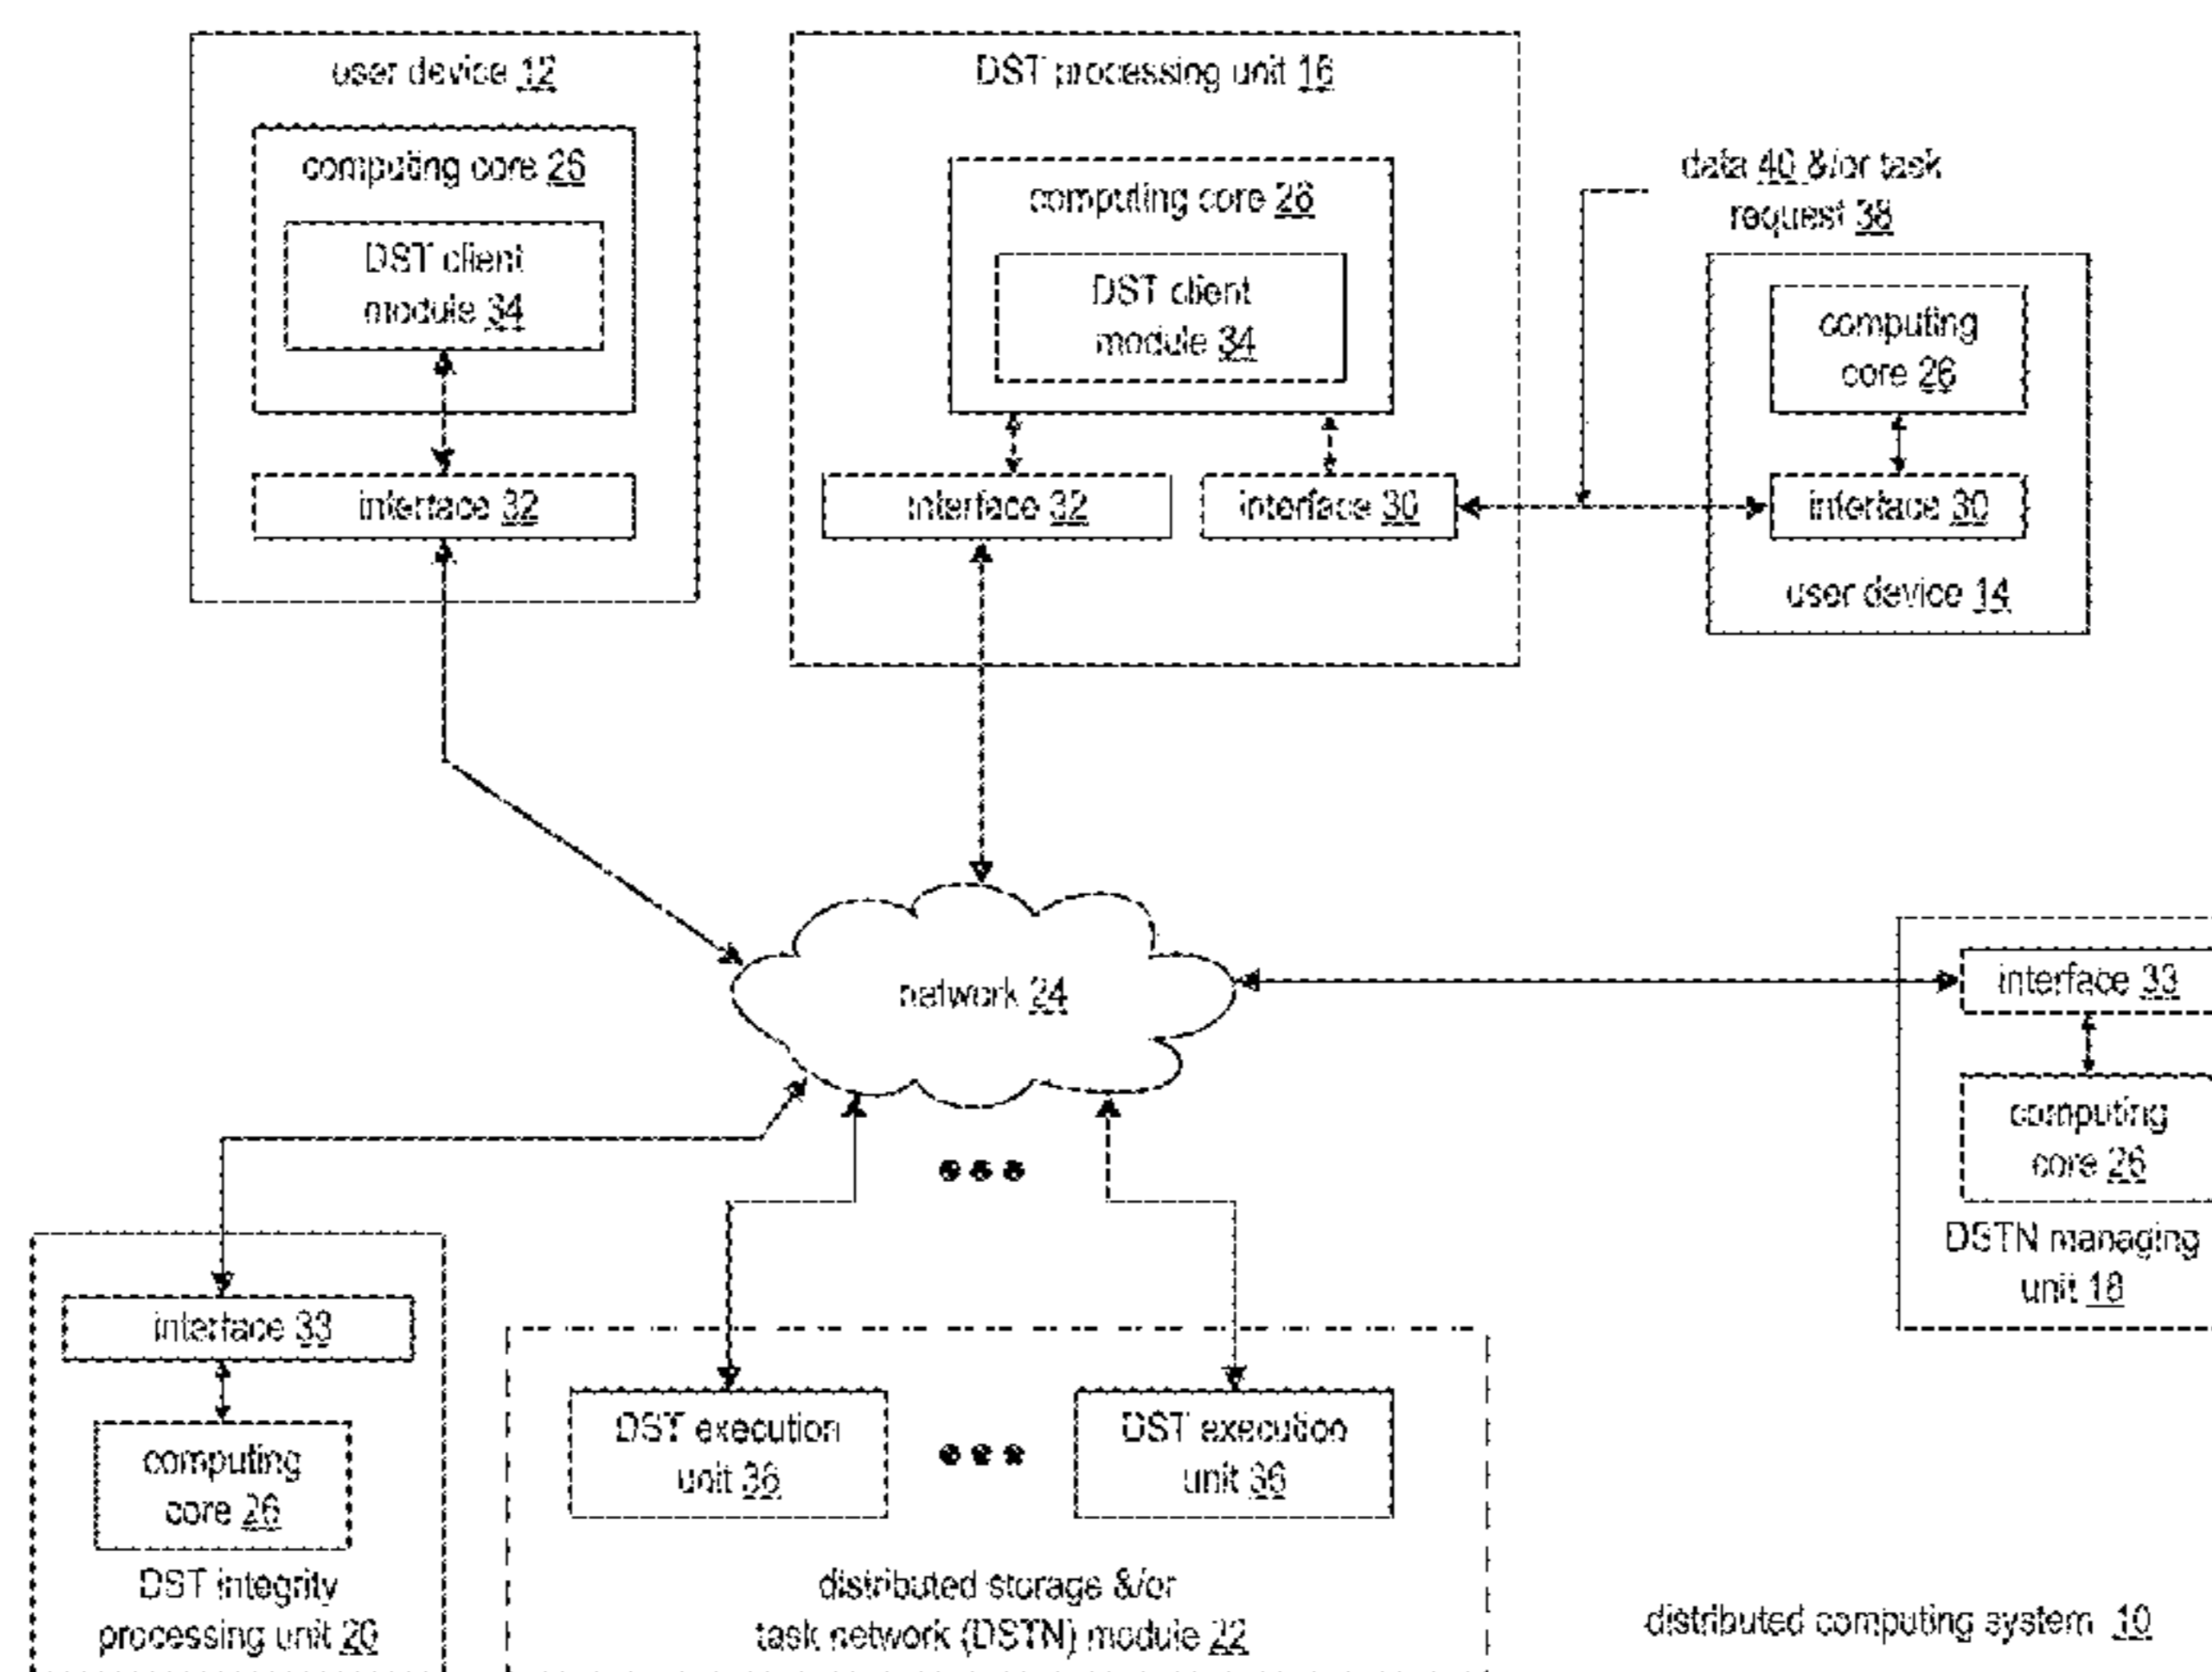 user device 12
computing core 26
DST client
module 34
interface 32
DST processing unit 16
computing core 26
DST client
module 34
interface 32
interface 30
data 40 &/or task
request 38
computing
core 26
interface 30
user device 14
network 24
interface 33
computing
core 26
DSTN managing
unit 18
interface 33
computing
core 26
DST integrity
processing unit 20
DST execution
unit 36
DST execution
unit 36
distributed storage &/or
task network (DSTN) module 22
distributed computing system 10